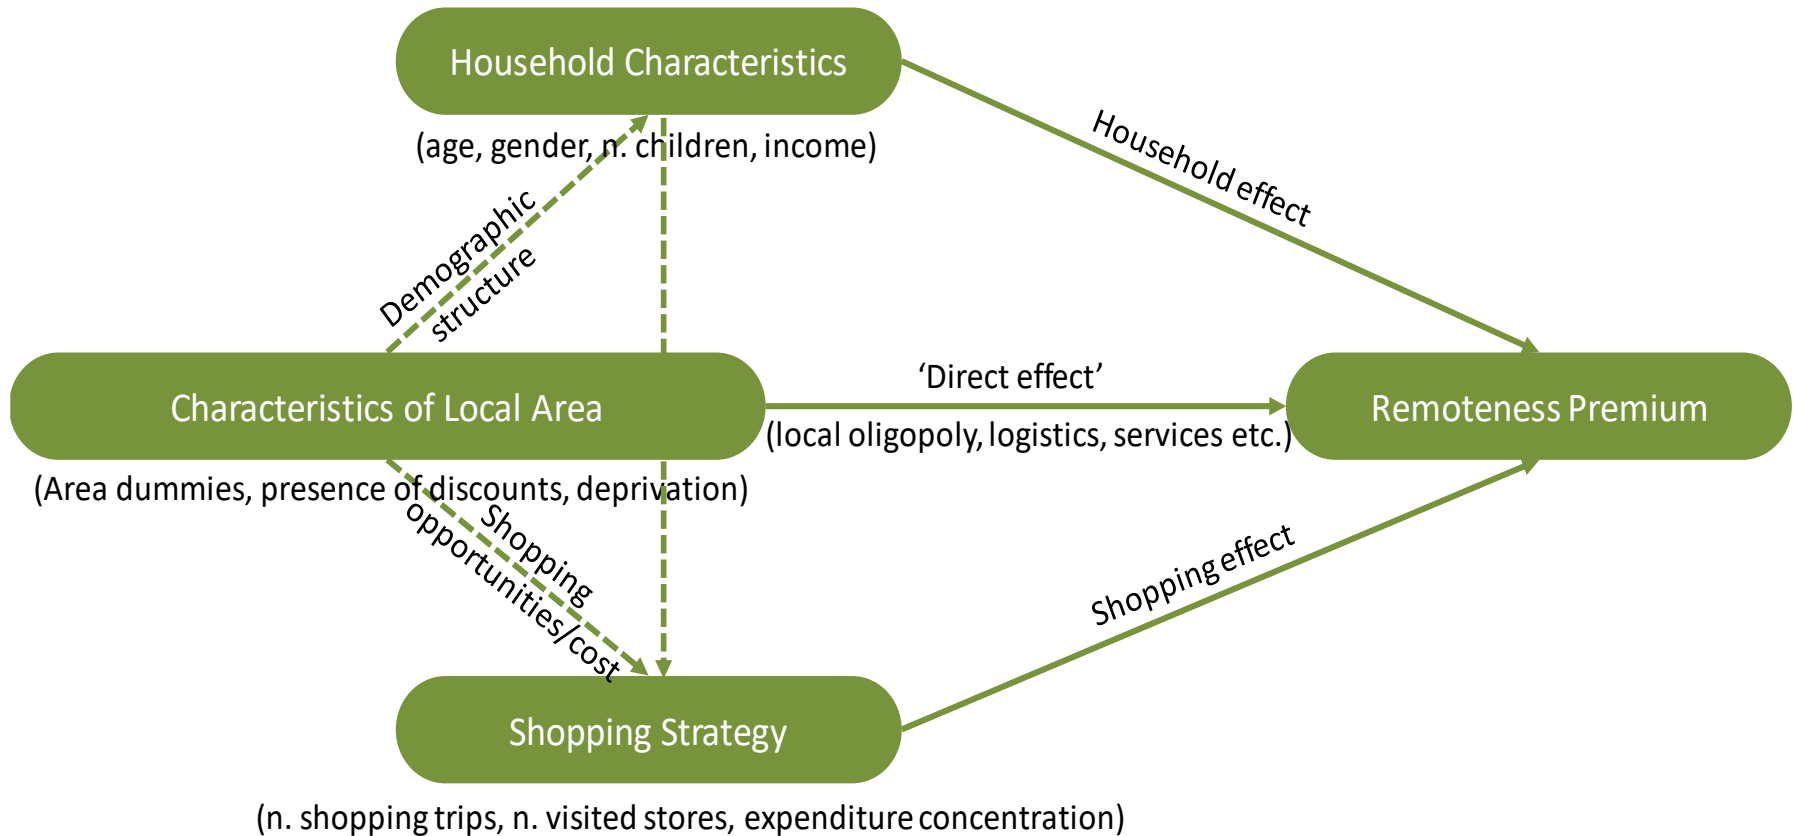 Household Characteristics
(age, gender, n. children, income)
Household effect
Demographic
structure
Characteristics of Local Area
(Area dummies, presence of discounts, deprivation)
‘Direct effect’
(local oligopoly, logistics, services etc.)
Remoteness Premium
Shopping
opportunities/cost
Shopping effect
Shopping Strategy
(n. shopping trips, n. visited stores, expenditure concentration)